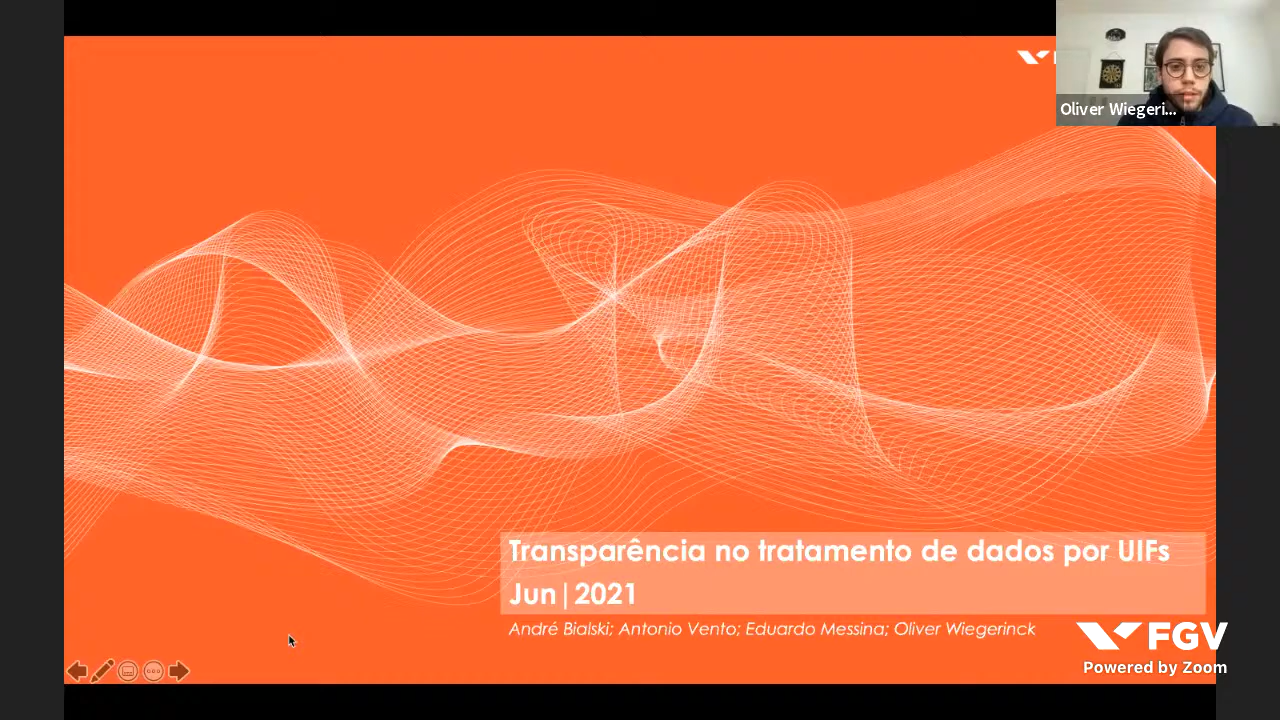 Oliver Wiegeri...
Transparência no tratamento de dados por UIFs
Jun|2021
André Bialski; Antonio Vento; Eduardo Messina; Oliver Wiegerinck
FGV
Powered by Zoom